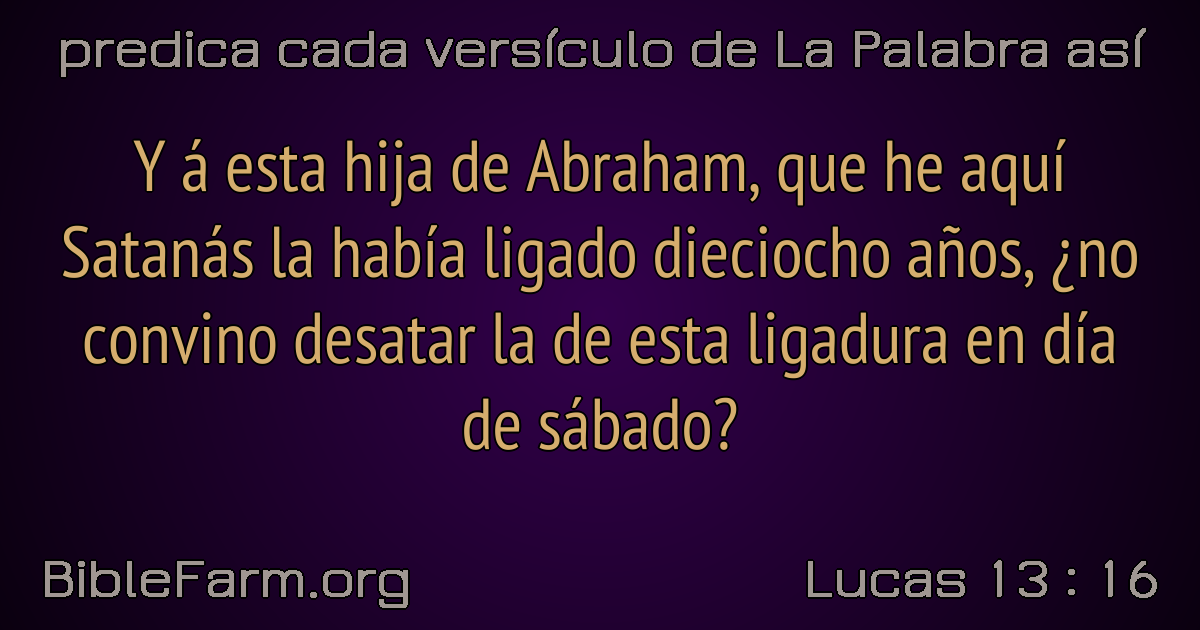 predica cada versículo de La Palabra así
Y á esta hija de Abraham, que he aquí
Satanás la había ligado dieciocho años, ¿no
convino desatar la de esta ligadura en día
de sábado?
BibleFarm.org
Lucas 13 : 16